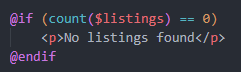 @if (count($listings) == 0)
    <p>No listings found</p>
@endif